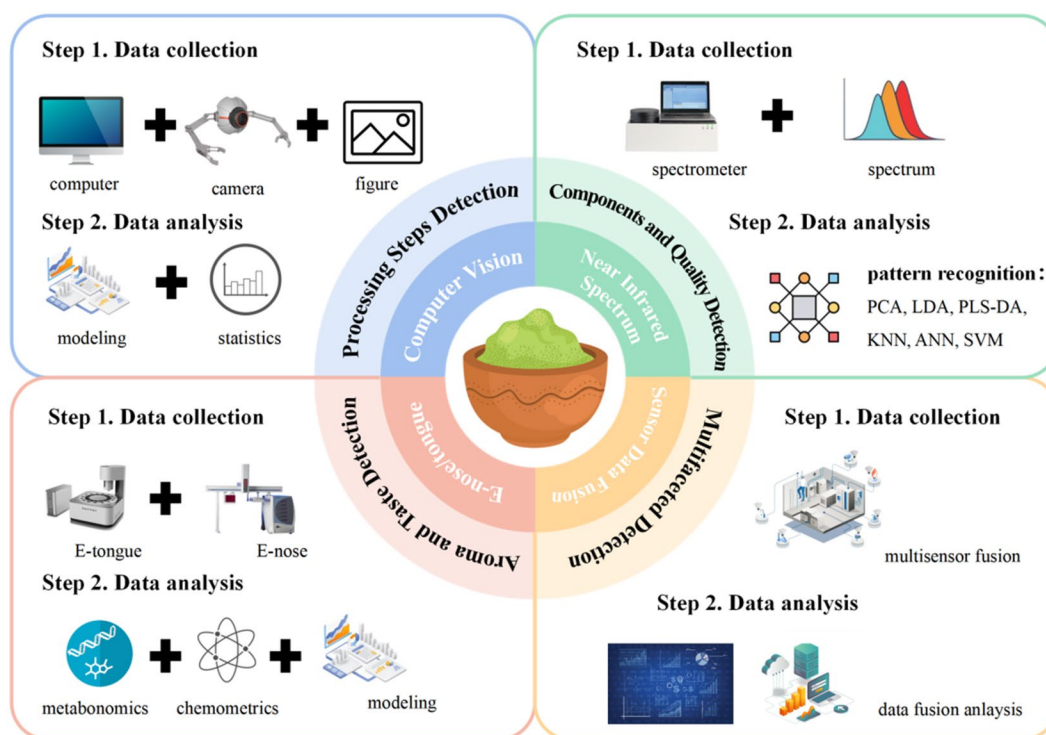 Step 1. Data collection
computer
camera
figure
Step 2. Data analysis
modeling
statistics
Processing Steps Detection
Computer Vision
Step 1. Data collection
spectrometer
spectrum
Step 2. Data analysis
pattern recognition:
PCA, LDA, PLS-DA,
KNN, ANN, SVM
Components and Quality Detection
Near Infrared
Spectrum
Step 1. Data collection
E-tongue
E-nose
Step 2. Data analysis
metabonomics
chemometrics
modeling
Aroma and Taste Detection
E-nose/tongue
Step 1. Data collection
multisensor fusion
Step 2. Data analysis
data fusion anlaysis
Multifaceted Detection
Sensor Data Fusion